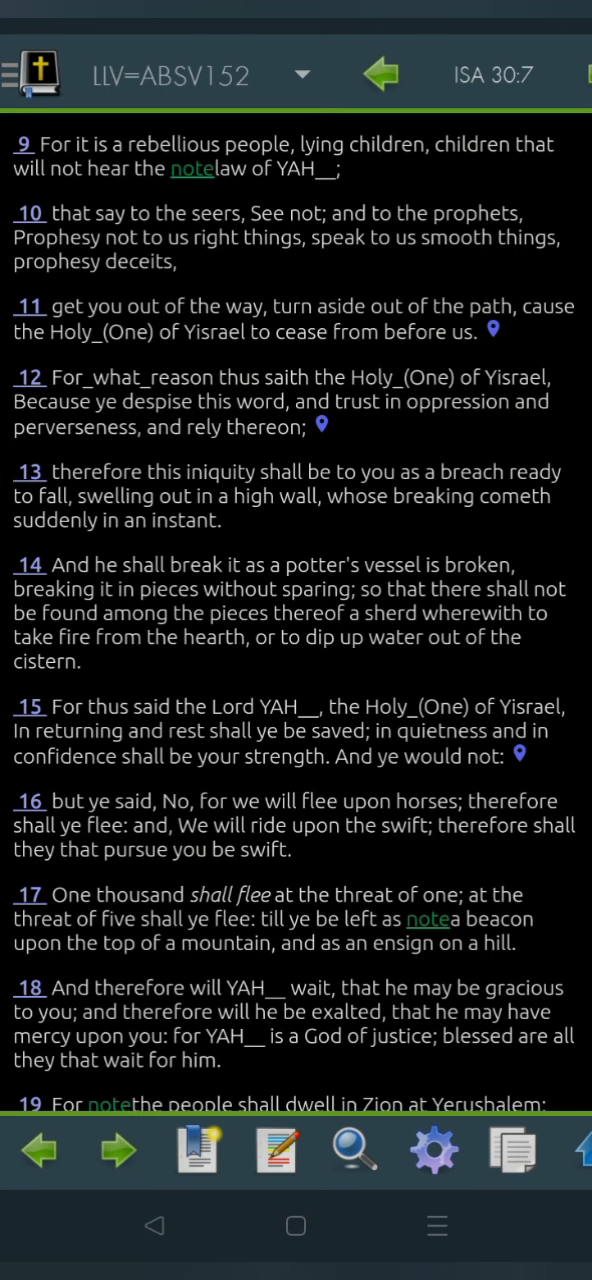 LLV=ABSV152
ISA 30:7
9 For it is a rebellious people, lying children, children that
will not hear the notelaw of YAH__;
10 that say to the seers, See not; and to the prophets,
Prophesy not to us right things, speak to us smooth things,
prophesy deceits,
11 get you out of the way, turn aside out of the path, cause
the Holy_(One) of Yisrael to cease from before us.
12 For_what_reason thus saith the Holy_(One) of Yisrael,
Because ye despise this word, and trust in oppression and
perverseness, and rely thereon;
13 therefore this iniquity shall be to you as a breach ready
to fall, swelling out in a high wall, whose breaking cometh
suddenly in an instant.
14 And he shall break it as a potter's vessel is broken,
breaking it in pieces without sparing; so that there shall not
be found among the pieces thereof a sherd wherewith to
take fire from the hearth, or to dip up water out of the
cistern.
15 For thus said the Lord YAH__, the Holy_(One) of Yisrael,
In returning and rest shall ye be saved; in quietness and in
confidence shall be your strength. And ye would not:
16 but ye said, No, for we will flee upon horses; therefore
shall ye flee: and, We will ride upon the swift; therefore shall
they that pursue you be swift.
17 One thousand shall flee at the threat of one; at the
threat of five shall ye flee: till ye be left as notea beacon
upon the top of a mountain, and as an ensign on a hill.
18 And therefore will YAH__ wait, that he may be gracious
to you; and therefore will he be exalted, that he may have
mercy upon you: for YAH__ is a God of justice; blessed are all
they that wait for him.
19 For notethe people shall dwell in Zion at Yerushalem;